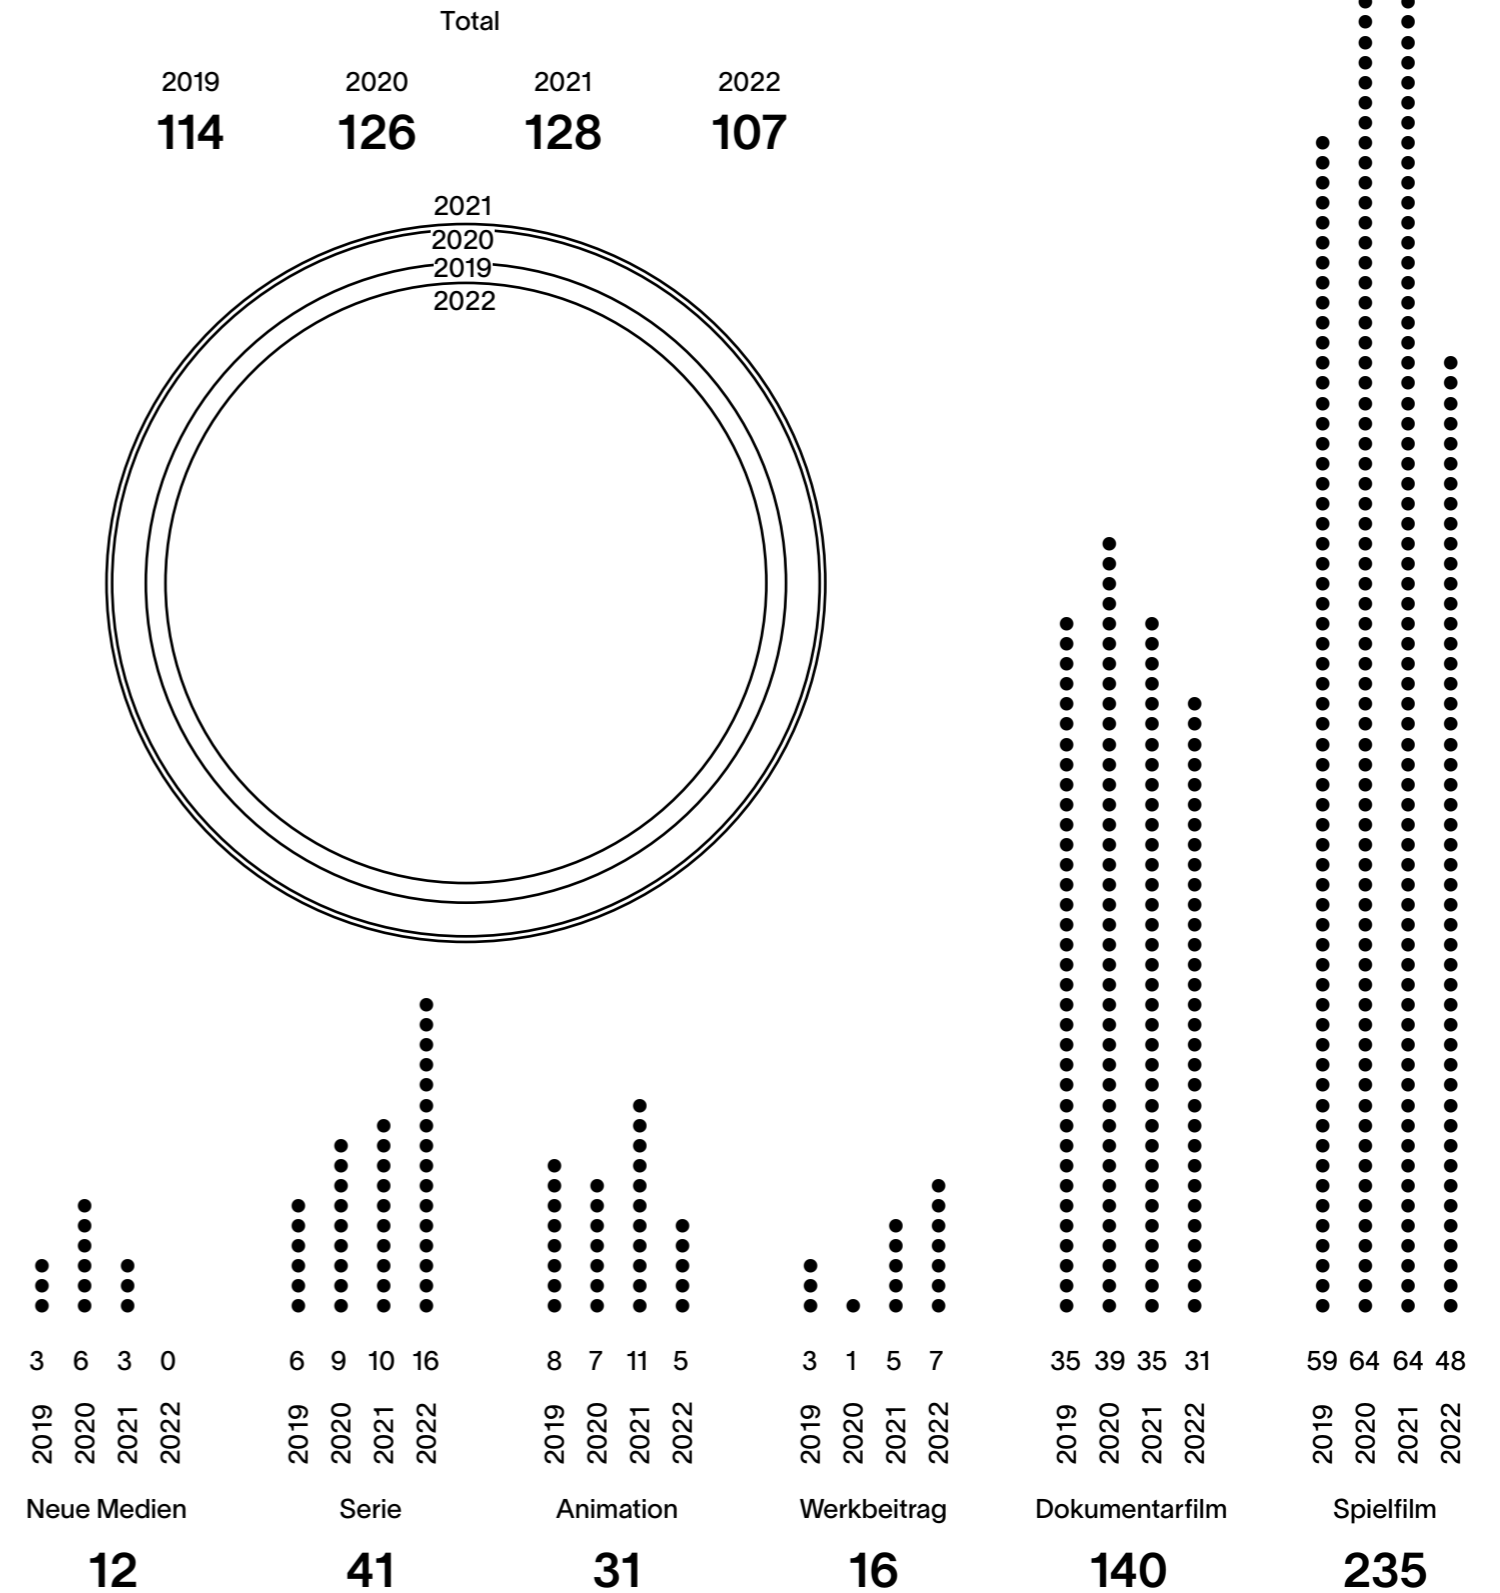 Total
2019 2020 2021 2022
114 126 128 107
2021
2020
2019
2022
3 6 3 0 6 9 10 16 8 7 11 5 3 1 5 7 35 39 35 31 59 64 64 48
2019 2020 2021 2022 2019 2020 2021 2022 2019 2020 2021 2022 2019 2020 2021 2022 2019 2020 2021 2022 2019 2020 2021 2022
Neue Medien Serie Animation Werkbeitrag Dokumentarfilm Spielfilm
12 41 31 16 140 235